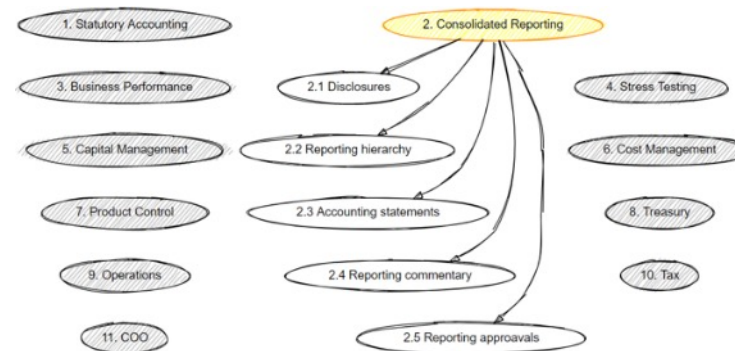 1. Statutory Accounting
2. Consolidated Reporting
3. Business Performance
2.1 Disclosures
4. Stress Testing
5. Capital Management
2.2 Reporting hierarchy
6. Cost Management
7. Product Control
2.3 Accounting statements
8. Treasury
9. Operations
2.4 Reporting commentary
10. Tax
11. COO
2.5 Reporting approavals